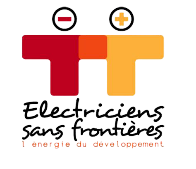 Electriciens
sans frontières
l'énergie du développement